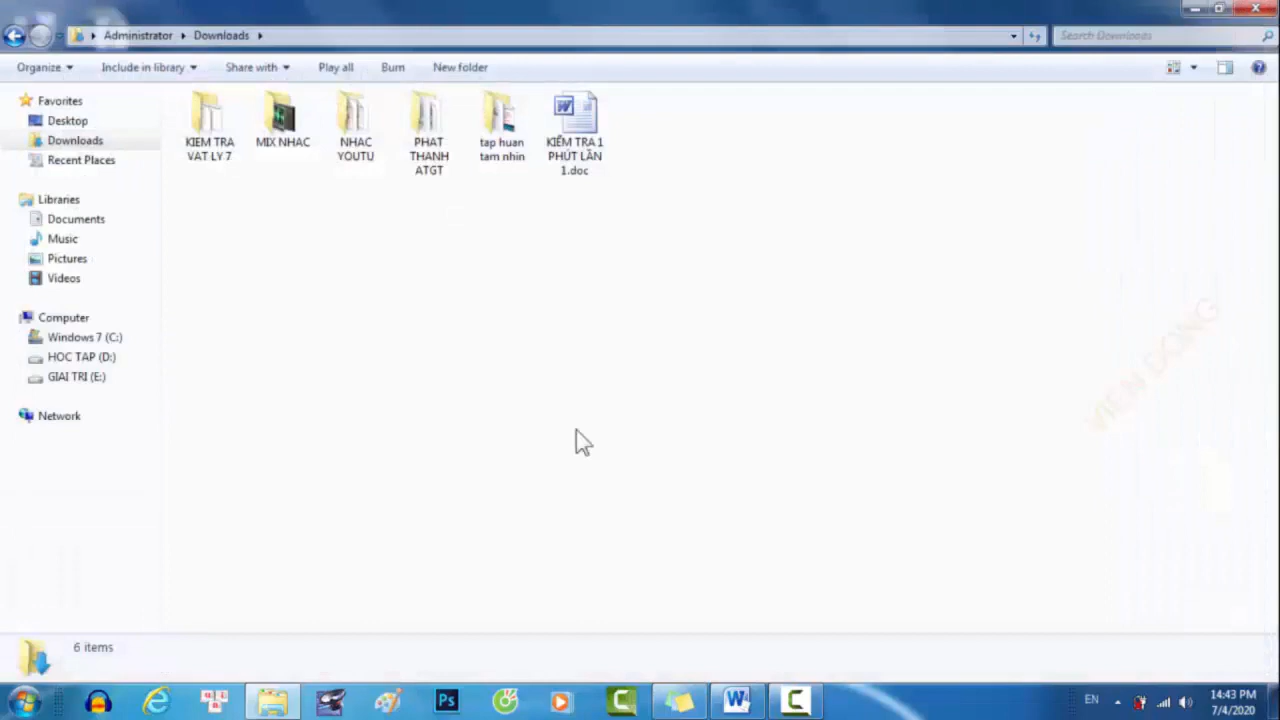 Administrator Downloads
Search Downloads
Organize Include in library Share with Play all Burn New folder
Favorites
Desktop
Downloads
Recent Places
Libraries
Documents
Music
Pictures
Videos
Computer
Windows 7 (C:)
HOC TAP (D:)
GIAI TRI (E:)
Network
KIEM TRA
VAT LY 7
MIX NHAC
NHAC
YOUTU
PHAT
THANH
ATGT
tap huan
tam nhin
KIỂM TRA 1
PHÚT LẦN
1.doc
VIEN DONG
6 items
Ps
W
C
EN
14:43 PM
7/4/2020